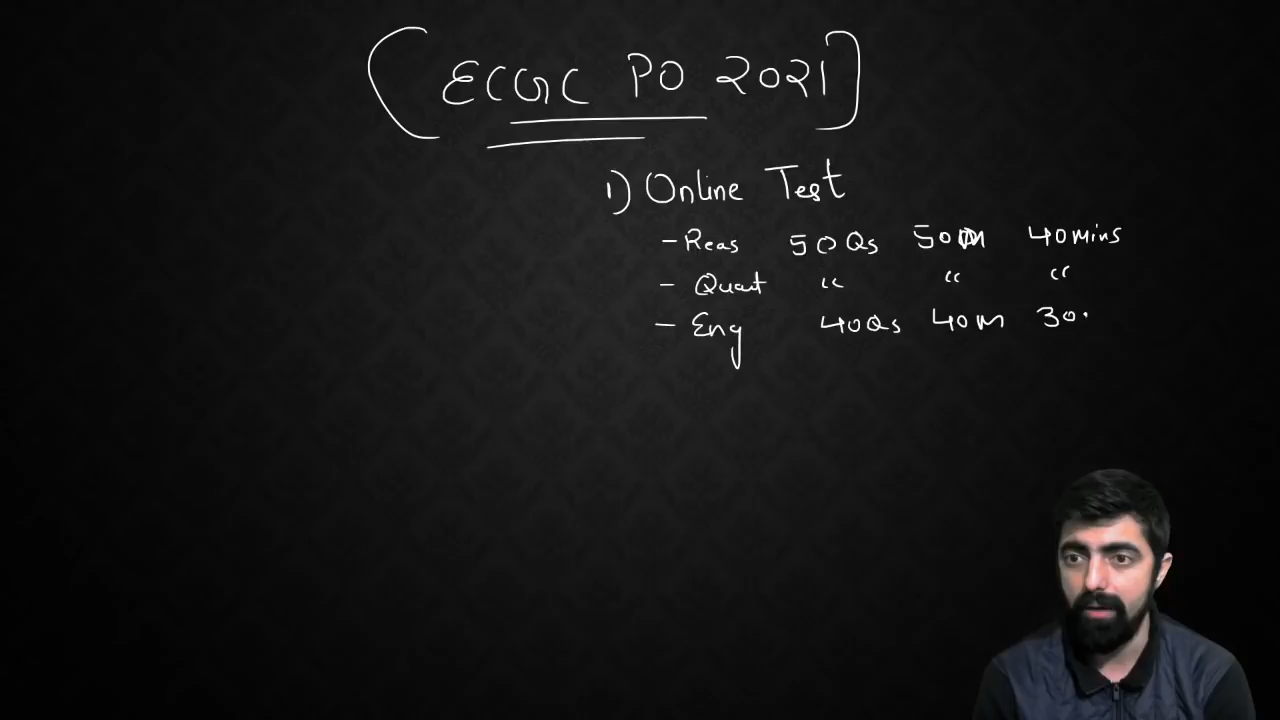 [ECGC PO 2021]
1) Online Test
- Reas 50Qs 50M 40mins
- Quant " " "
- Eng 40Qs 40M 30.